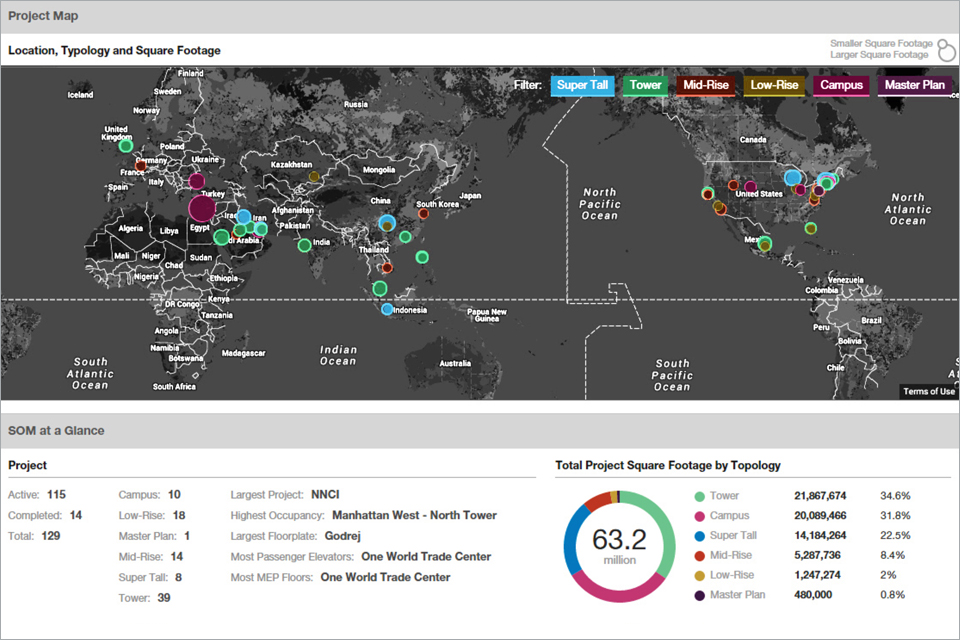 Project Map
Location, Typology and Square Footage
Smaller Square Footage
Larger Square Footage
Filter: Super Tall Tower Mid-Rise Low-Rise Campus Master Plan
Finland
Iceland
Sweden
Russia
Norway
United
Kingdom
Canada
Poland
Germany
Ukraine
Kazakhstan
Mongolia
France
Italy
Spain
Turkey
China
Japan
South Korea
United States
North
Pacific
Ocean
North
Atlantic
Ocean
Afghanistan
Iraq
Iran
Pakistan
Algeria
Libya
Egypt
di Arabia
India
Me
Mali
Niger
Sudan
Thailand
Chad
Nigeria
Ethiopia
Venezuela
Colombia
DR Congo
Kenya
Tanzania
Indonesia
Papua New
Guinea
Brazil
Peru
Angola
Bolivia
Namibia
Botswana
Madagascar
Indian
Ocean
South
Atlantic
Ocean
Australia
South
Pacific
Ocean
Chile
South Africa
Terms of Use
SOM at a Glance
Project
Active: 115
Completed: 14
Total: 129
Campus: 10
Low-Rise: 18
Master Plan: 1
Mid-Rise: 14
Super Tall: 8
Tower: 39
Largest Project: NNCI
Highest Occupancy: Manhattan West - North Tower
Largest Floorplate: Godrej
Most Passenger Elevators: One World Trade Center
Most MEP Floors: One World Trade Center
Total Project Square Footage by Topology
63.2
million
Tower 21,867,674 34.6%
Campus 20,089,466 31.8%
Super Tall 14,184,264 22.5%
Mid-Rise 5,287,736 8.4%
Low-Rise 1,247,274 2%
Master Plan 480,000 0.8%